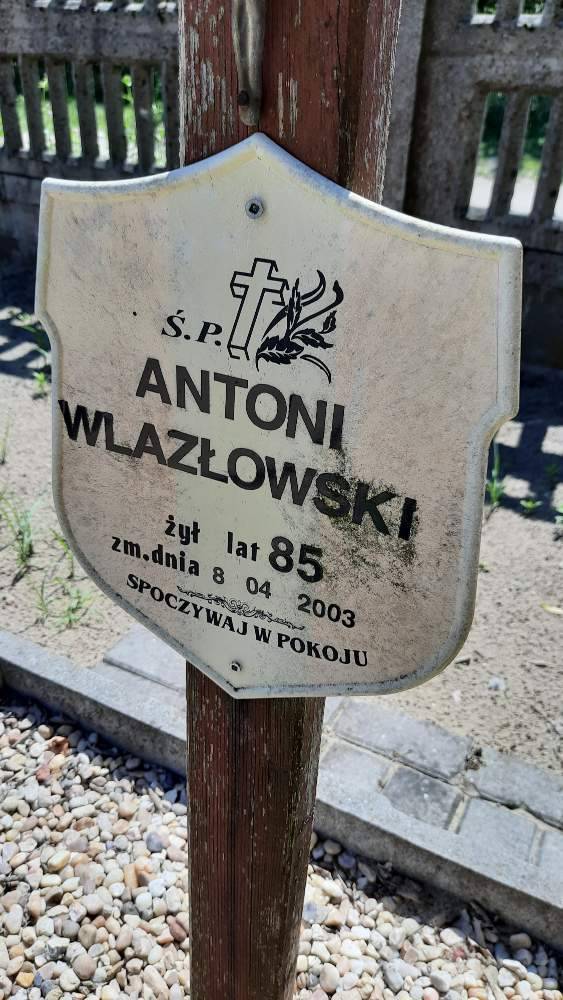 Ś.P.
ANTONI
WLAZŁOWSKI
żył lat 85
zm.dnia 8 04 2003
SPOCZYWAJ W POKOJU